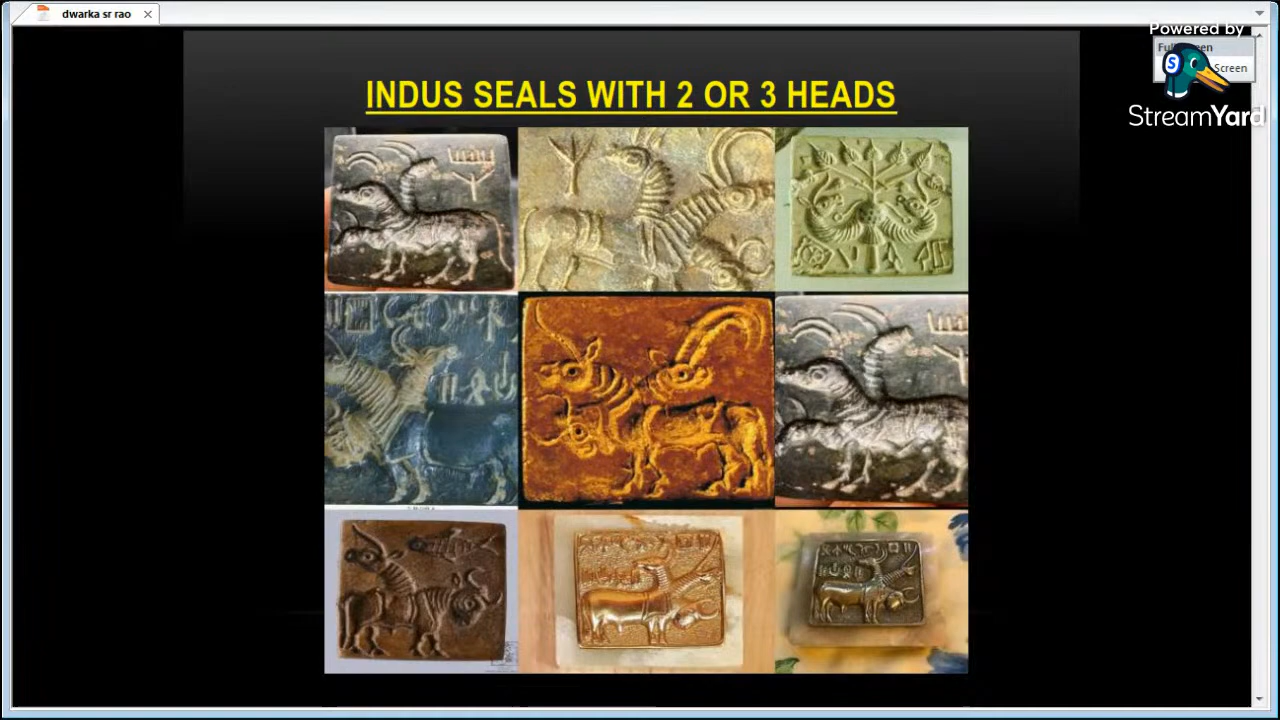 dwarka sr rao
Powered by
StreamYard
Screen
INDUS SEALS WITH 2 OR 3 HEADS